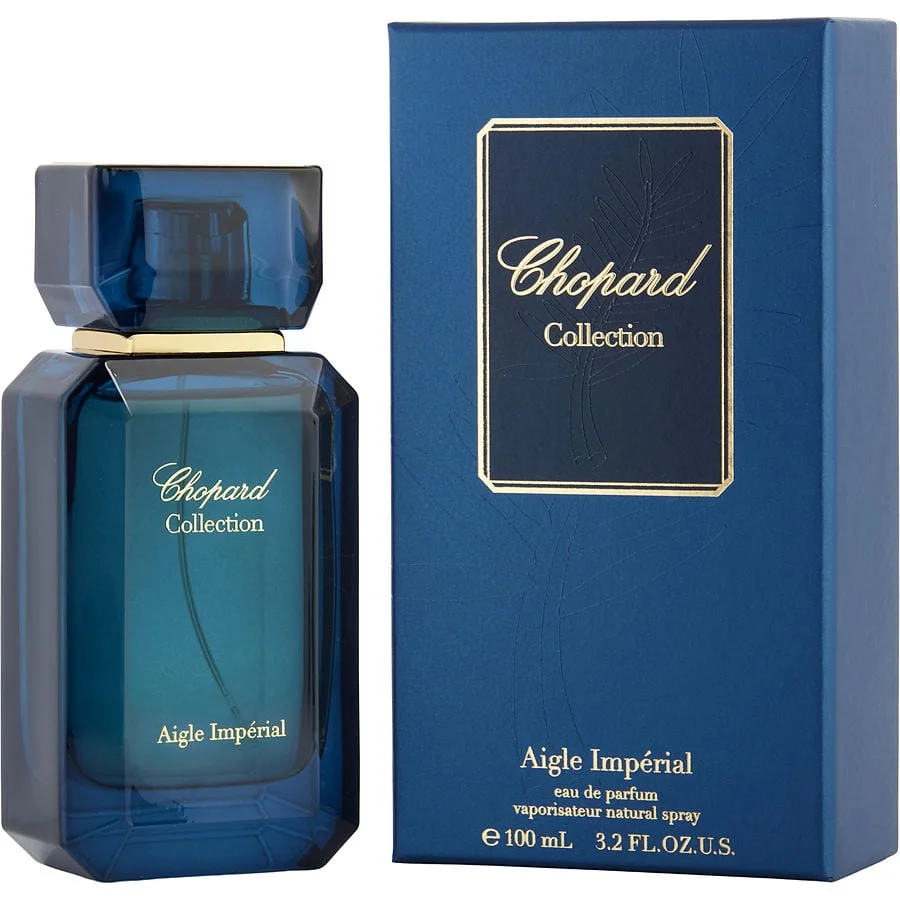 Chopard
Collection
Aigle Impérial
Chopard
Collection
Aigle Impérial
eau de parfum
vaporisateur natural spray
e 100 mL 3.2 FL.OZ.U.S.